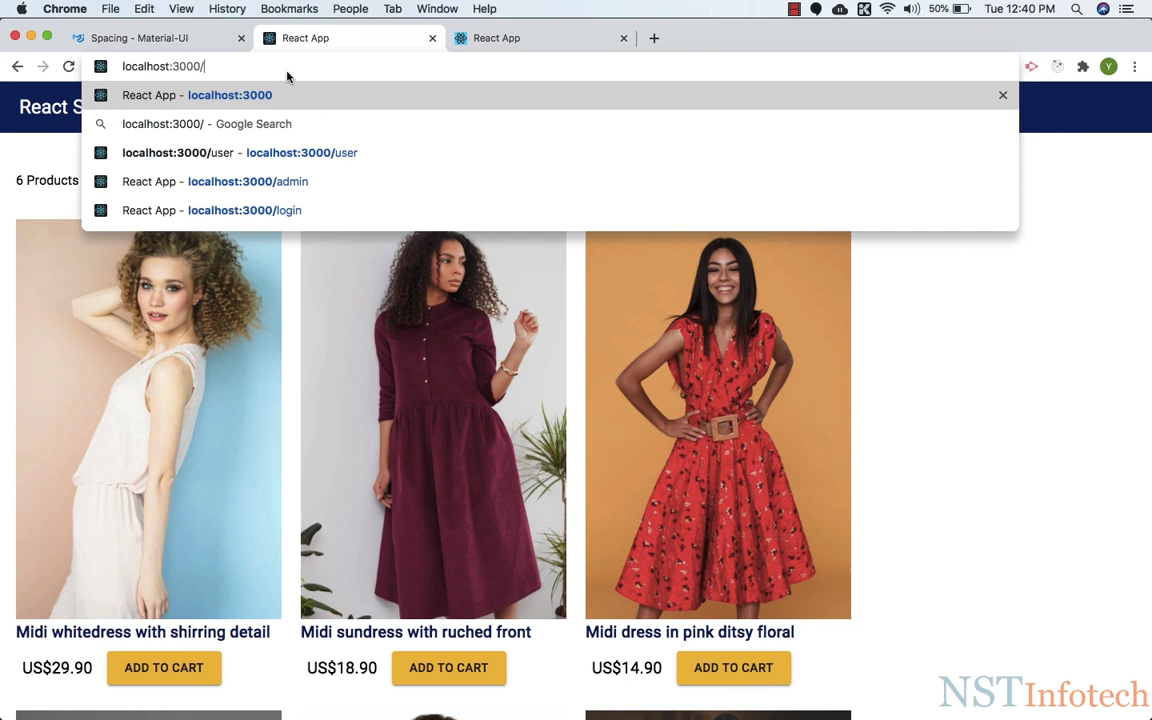 Chrome File Edit View History Bookmarks People Tab Window Help 50% Tue 12:40 PM
Spacing - Material-UI React App React App
localhost:3000/
Y
React App - localhost:3000
localhost:3000/ - Google Search
localhost:3000/user - localhost:3000/user
React App - localhost:3000/admin
React App - localhost:3000/login
React S
6 Products
Midi whitedress with shirring detail Midi sundress with ruched front Midi dress in pink ditsy floral
US$29.90 ADD TO CART US$18.90 ADD TO CART US$14.90 ADD TO CART
NSTInfotech